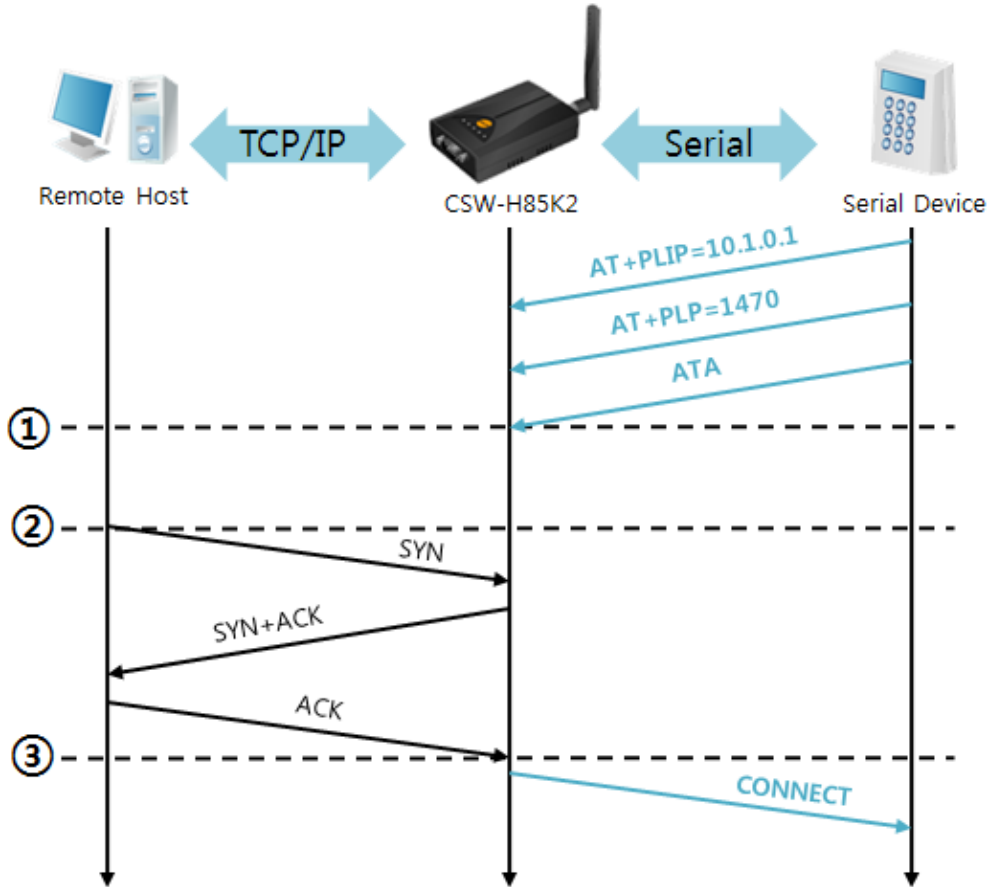 TCP/IP
Serial
Remote Host
CSW-H85K2
Serial Device
AT+PLIP=10.1.0.1
AT+PLP=1470
ATA
①
②
SYN
SYN+ACK
ACK
③
CONNECT